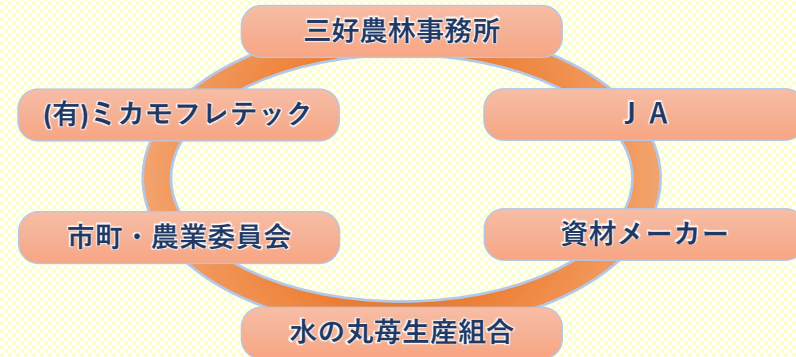 三好農林事務所
(有)ミカモフレテック
ＪＡ
市町・農業委員会
資材メーカー
水の丸苺生産組合